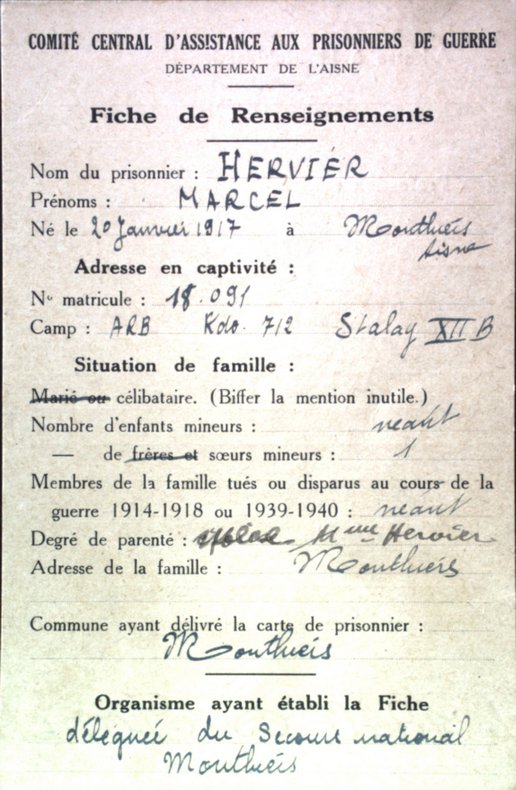 COMITÉ CENTRAL D'ASSISTANCE AUX PRISONNIERS DE GUERRE
DÉPARTEMENT DE L'AISNE
Fiche de Renseignements
Nom du prisonnier : HERVIER
Prénoms : MARCEL
Né le 20 Janvier 1917 à Monthiers
Aisne
Adresse en captivité :
N° matricule : 18.091
Camp : ARB Kdo. 712 Stalag XII B
Situation de famille :
Marié ou célibataire. (Biffer la mention inutile.)
Nombre d'enfants mineurs : néant
— de frères et sœurs mineurs : 1
Membres de la famille tués ou disparus au cours de la
guerre 1914-1918 ou 1939-1940 : néant
Degré de parenté : Mme Hervier
Adresse de la famille : Monthiers
Commune ayant délivré la carte de prisonnier :
Monthiers
Organisme ayant établi la Fiche
déléguée du Secours national
Monthiers